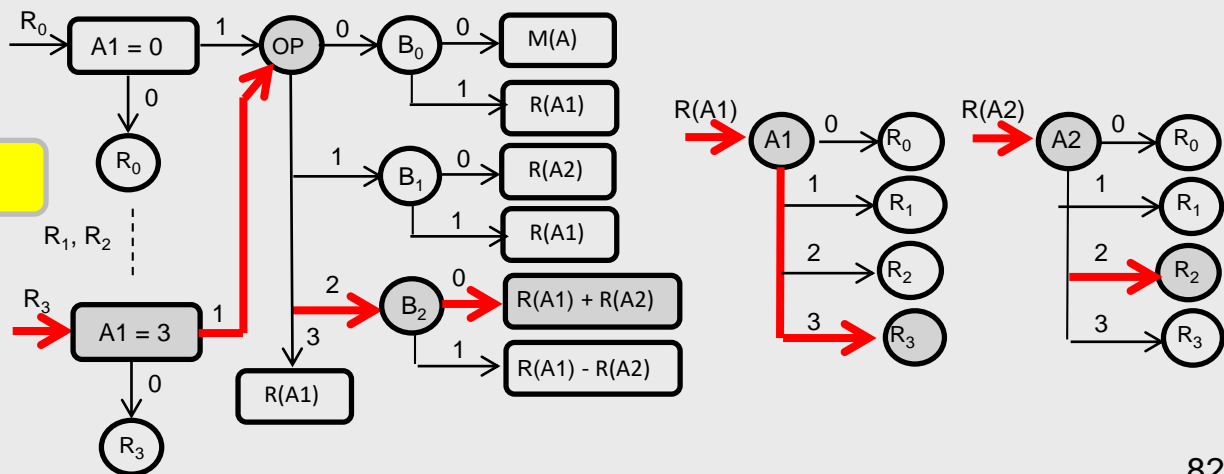 R0
A1 = 0
1
OP
0
B0
0
M(A)
1
R(A1)
0
R0
1
B1
0
R(A2)
1
R(A1)
R1, R2
R3
A1 = 3
1
0
R3
2
B2
0
R(A1) + R(A2)
1
R(A1) - R(A2)
3
R(A1)
R(A1)
A1
0
R0
1
R1
2
R2
3
R3
R(A2)
A2
0
R0
1
R1
2
R2
3
R3
82